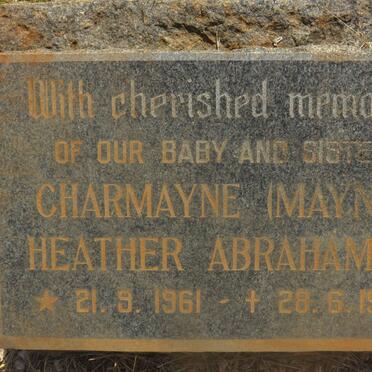 With cherished memo
OF OUR BABY AND SISTE
CHARMAYNE (MAYN
HEATHER ABRAHAM
★ 21. 9. 1961 - † 28. 6. 19